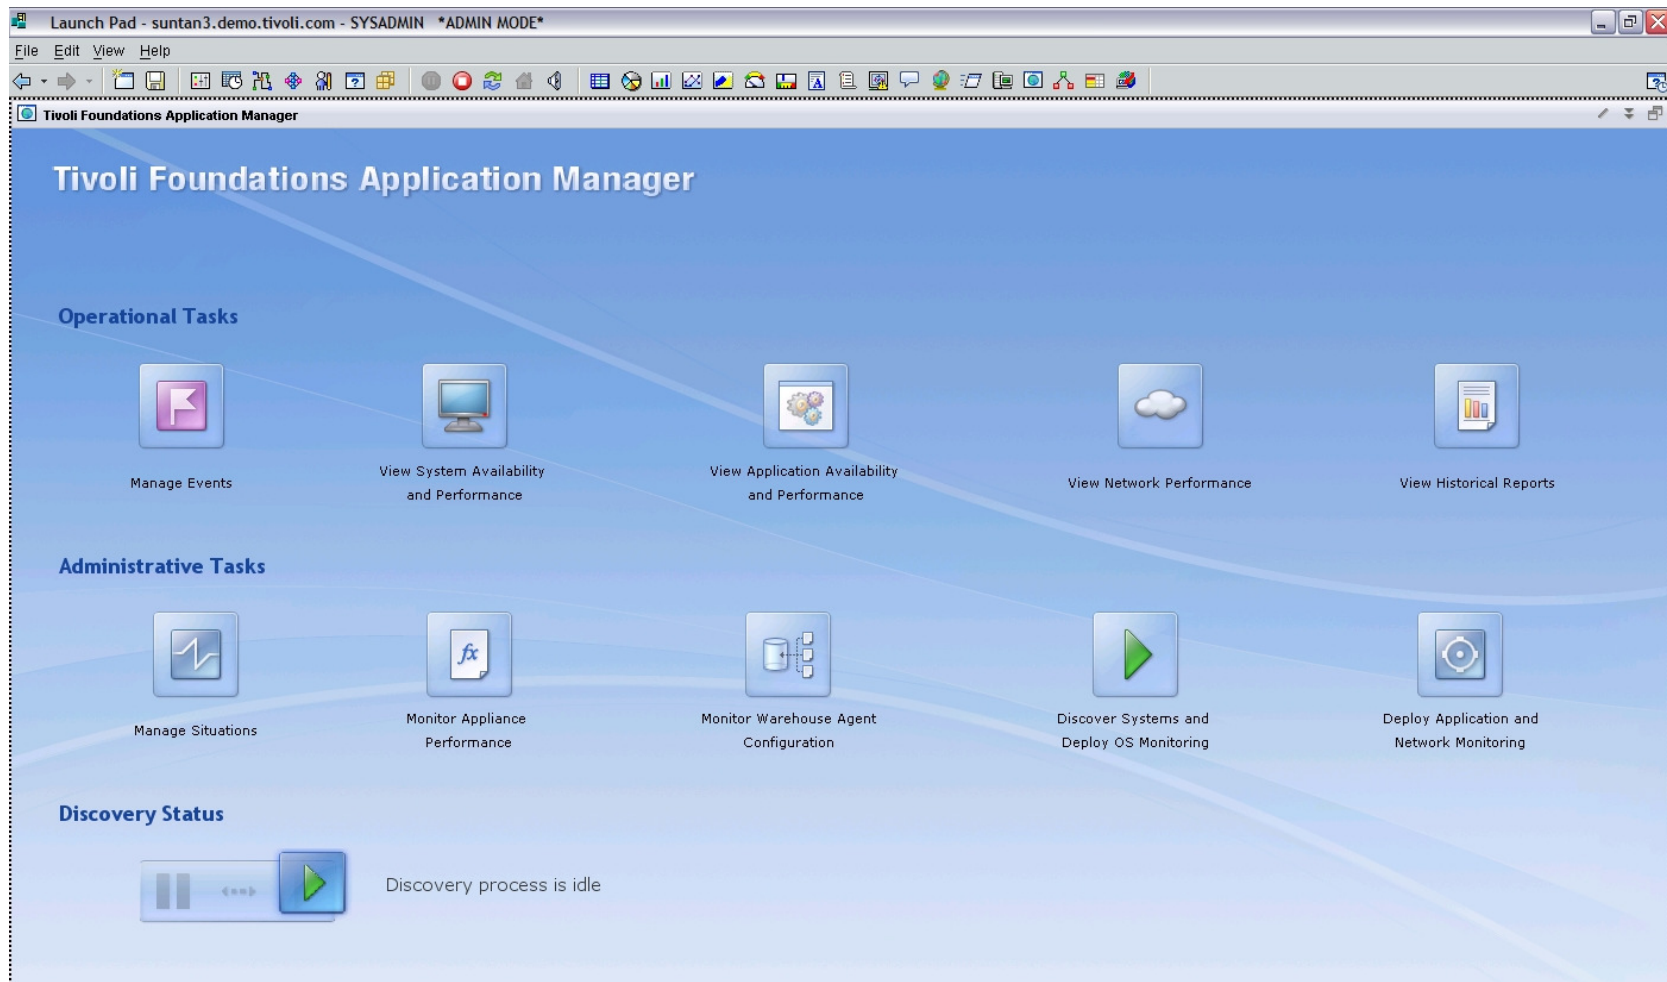 Launch Pad - suntan3.demo.tivoli.com - SYSADMIN *ADMIN MODE*
File Edit View Help
Tivoli Foundations Application Manager
Tivoli Foundations Application Manager
Operational Tasks
Manage Events
View System Availability
and Performance
View Application Availability
and Performance
View Network Performance
View Historical Reports
Administrative Tasks
Manage Situations
Monitor Appliance
Performance
Monitor Warehouse Agent
Configuration
Discover Systems and
Deploy OS Monitoring
Deploy Application and
Network Monitoring
Discovery Status
Discovery process is idle